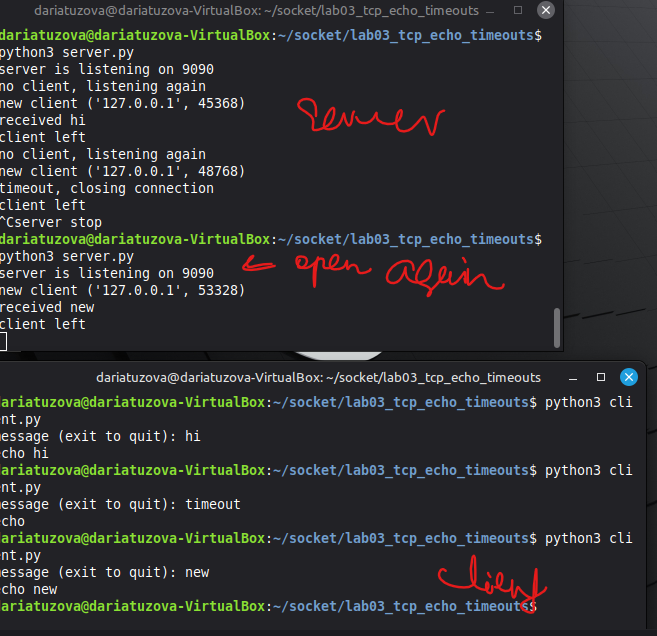 dariatuzova@dariatuzova-VirtualBox: ~/socket/lab03_tcp_echo_timeouts
dariatuzova@dariatuzova-VirtualBox:~/socket/lab03_tcp_echo_timeouts$
python3 server.py
server is listening on 9090
no client, listening again
new client ('127.0.0.1', 45368)
received hi
client left
no client, listening again
new client ('127.0.0.1', 48768)
timeout, closing connection
client left
^Cserver stop
dariatuzova@dariatuzova-VirtualBox:~/socket/lab03_tcp_echo_timeouts$
python3 server.py
server is listening on 9090
new client ('127.0.0.1', 53328)
received new
client left
Server
← open again
dariatuzova@dariatuzova-VirtualBox: ~/socket/lab03_tcp_echo_timeouts
dariatuzova@dariatuzova-VirtualBox:~/socket/lab03_tcp_echo_timeouts$ python3 cli
ent.py
message (exit to quit): hi
echo hi
dariatuzova@dariatuzova-VirtualBox:~/socket/lab03_tcp_echo_timeouts$ python3 cli
ent.py
message (exit to quit): timeout
echo
dariatuzova@dariatuzova-VirtualBox:~/socket/lab03_tcp_echo_timeouts$ python3 cli
ent.py
message (exit to quit): new
echo new
dariatuzova@dariatuzova-VirtualBox:~/socket/lab03_tcp_echo_timeouts$
client